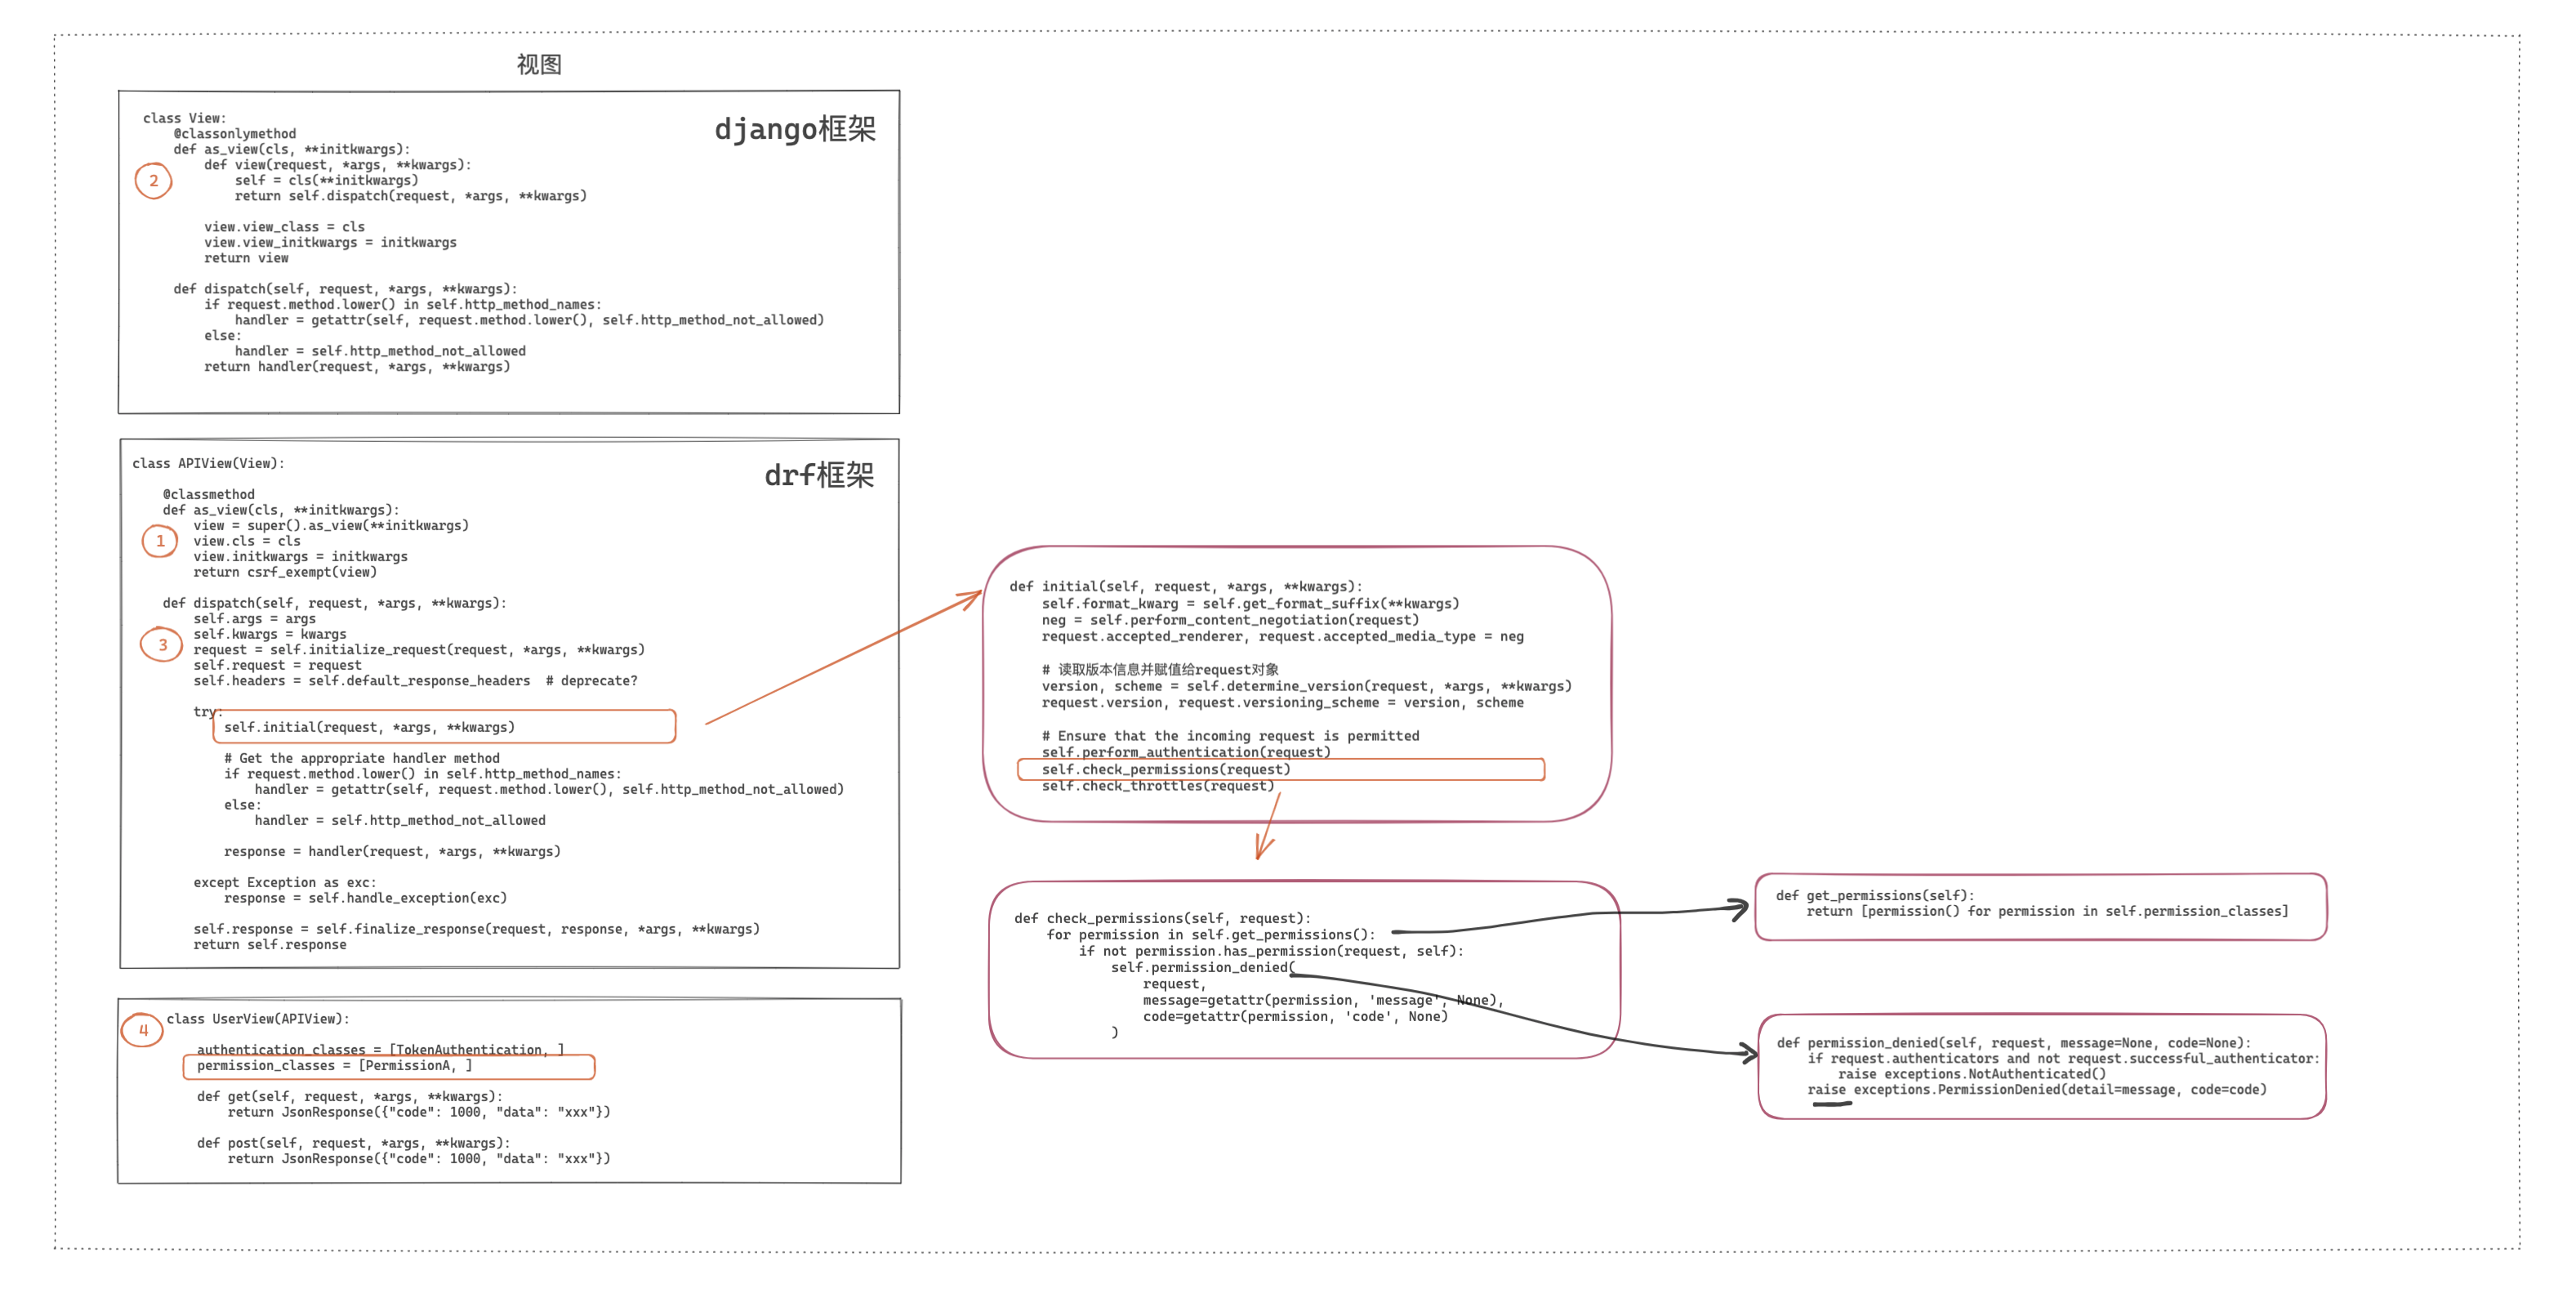 视图
django框架
class View:
    @classonlymethod
    def as_view(cls, **initkwargs):
        def view(request, *args, **kwargs):
            self = cls(**initkwargs)
            return self.dispatch(request, *args, **kwargs)
2
        view.view_class = cls
        view.view_initkwargs = initkwargs
        return view
    def dispatch(self, request, *args, **kwargs):
        if request.method.lower() in self.http_method_names:
            handler = getattr(self, request.method.lower(), self.http_method_not_allowed)
        else:
            handler = self.http_method_not_allowed
        return handler(request, *args, **kwargs)
drf框架
class APIView(View):
    @classmethod
    def as_view(cls, **initkwargs):
        view = super().as_view(**initkwargs)
1
        view.cls = cls
        view.initkwargs = initkwargs
        return csrf_exempt(view)
    def dispatch(self, request, *args, **kwargs):
        self.args = args
        self.kwargs = kwargs
3
        request = self.initialize_request(request, *args, **kwargs)
        self.request = request
        self.headers = self.default_response_headers  # deprecate?
        try:
            self.initial(request, *args, **kwargs)
            # Get the appropriate handler method
            if request.method.lower() in self.http_method_names:
                handler = getattr(self, request.method.lower(), self.http_method_not_allowed)
            else:
                handler = self.http_method_not_allowed
            response = handler(request, *args, **kwargs)
        except Exception as exc:
            response = self.handle_exception(exc)
        self.response = self.finalize_response(request, response, *args, **kwargs)
        return self.response
4
class UserView(APIView):
    authentication_classes = [TokenAuthentication, ]
    permission_classes = [PermissionA, ]
    def get(self, request, *args, **kwargs):
        return JsonResponse({"code": 1000, "data": "xxx"})
    def post(self, request, *args, **kwargs):
        return JsonResponse({"code": 1000, "data": "xxx"})
def initial(self, request, *args, **kwargs):
    self.format_kwarg = self.get_format_suffix(**kwargs)
    neg = self.perform_content_negotiation(request)
    request.accepted_renderer, request.accepted_media_type = neg
    # 读取版本信息并赋值给request对象
    version, scheme = self.determine_version(request, *args, **kwargs)
    request.version, request.versioning_scheme = version, scheme
    # Ensure that the incoming request is permitted
    self.perform_authentication(request)
    self.check_permissions(request)
    self.check_throttles(request)
def check_permissions(self, request):
    for permission in self.get_permissions():
        if not permission.has_permission(request, self):
            self.permission_denied(
                request,
                message=getattr(permission, 'message', None),
                code=getattr(permission, 'code', None)
            )
def get_permissions(self):
    return [permission() for permission in self.permission_classes]
def permission_denied(self, request, message=None, code=None):
    if request.authenticators and not request.successful_authenticator:
        raise exceptions.NotAuthenticated()
    raise exceptions.PermissionDenied(detail=message, code=code)